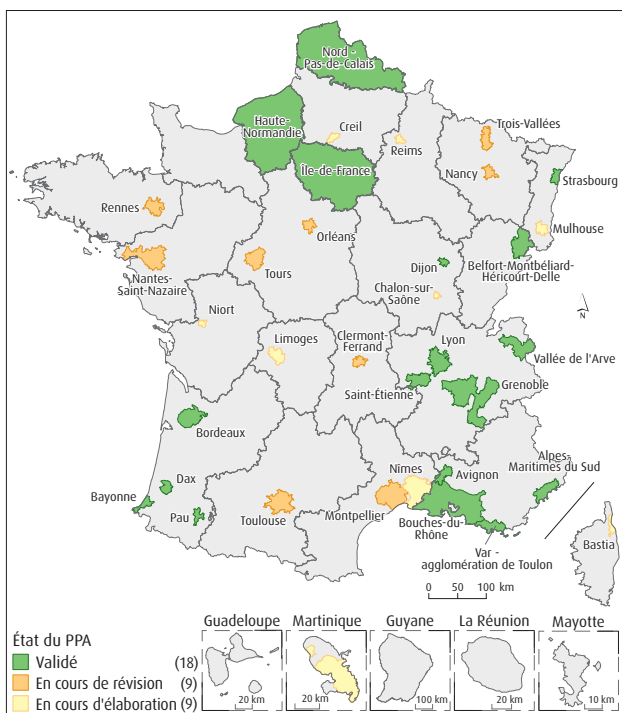 Nord -
Pas-de-Calais
Haute-
Normandie
Creil
Reims
Trois-Vallées
Île-de-France
Nancy
Strasbourg
Rennes
Orléans
Mulhouse
Nantes-
Saint-Nazaire
Tours
Dijon
Belfort-Montbéliard-
Héricourt-Delle
Chalon-sur-
Saône
N
Niort
Limoges
Clermont-
Ferrand
Lyon
Vallée de l'Arve
Saint-Étienne
Grenoble
Bordeaux
Alpes-
Maritimes du Sud
Nîmes
Avignon
Dax
Bayonne
Pau
Toulouse
Montpellier
Bouches-du-
Rhône
Bastia
Var -
agglomération de Toulon
0 50 100 km
Guadeloupe
Martinique
Guyane
La Réunion
Mayotte
20 km
20 km
100 km
20 km
10 km
État du PPA
Validé (18)
En cours de révision (9)
En cours d'élaboration (9)